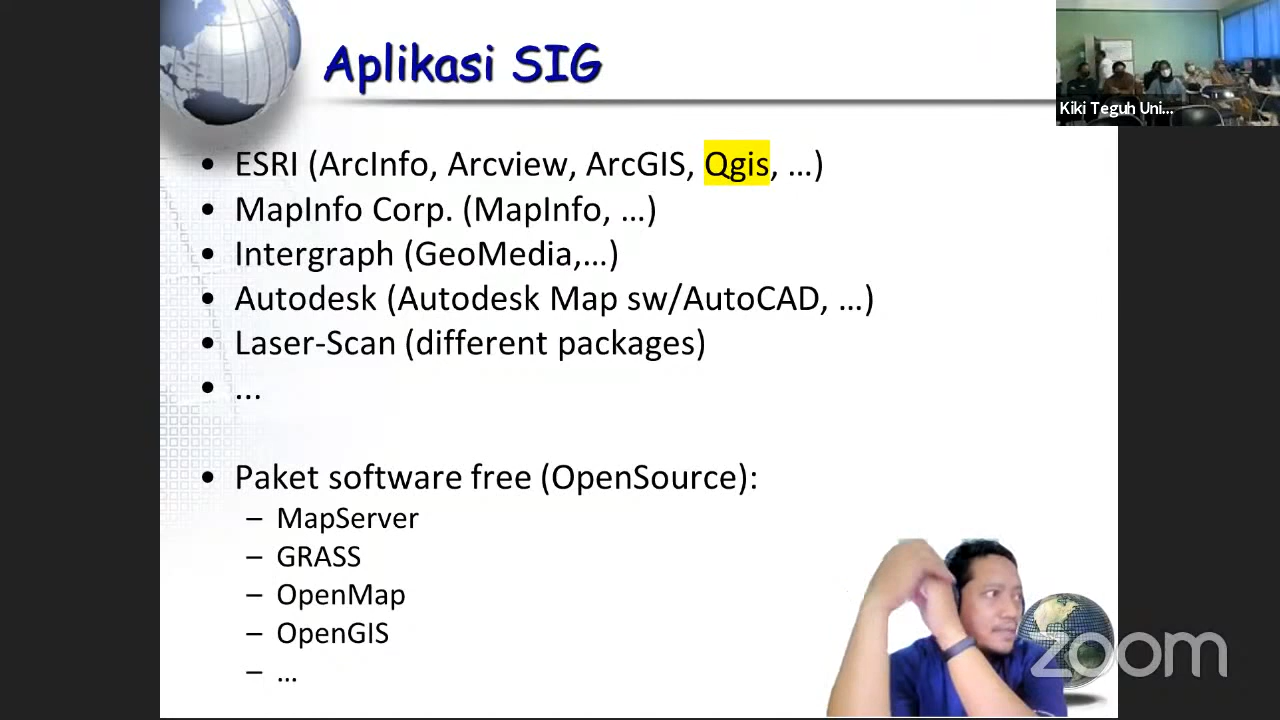 Aplikasi SIG
Kiki Teguh Uni...
• ESRI (ArcInfo, Arcview, ArcGIS, Qgis, ...)
• MapInfo Corp. (MapInfo, ...)
• Intergraph (GeoMedia,...)
• Autodesk (Autodesk Map sw/AutoCAD, ...)
• Laser-Scan (different packages)
• ...
• Paket software free (OpenSource):
– MapServer
– GRASS
– OpenMap
– OpenGIS
– ...
zoom